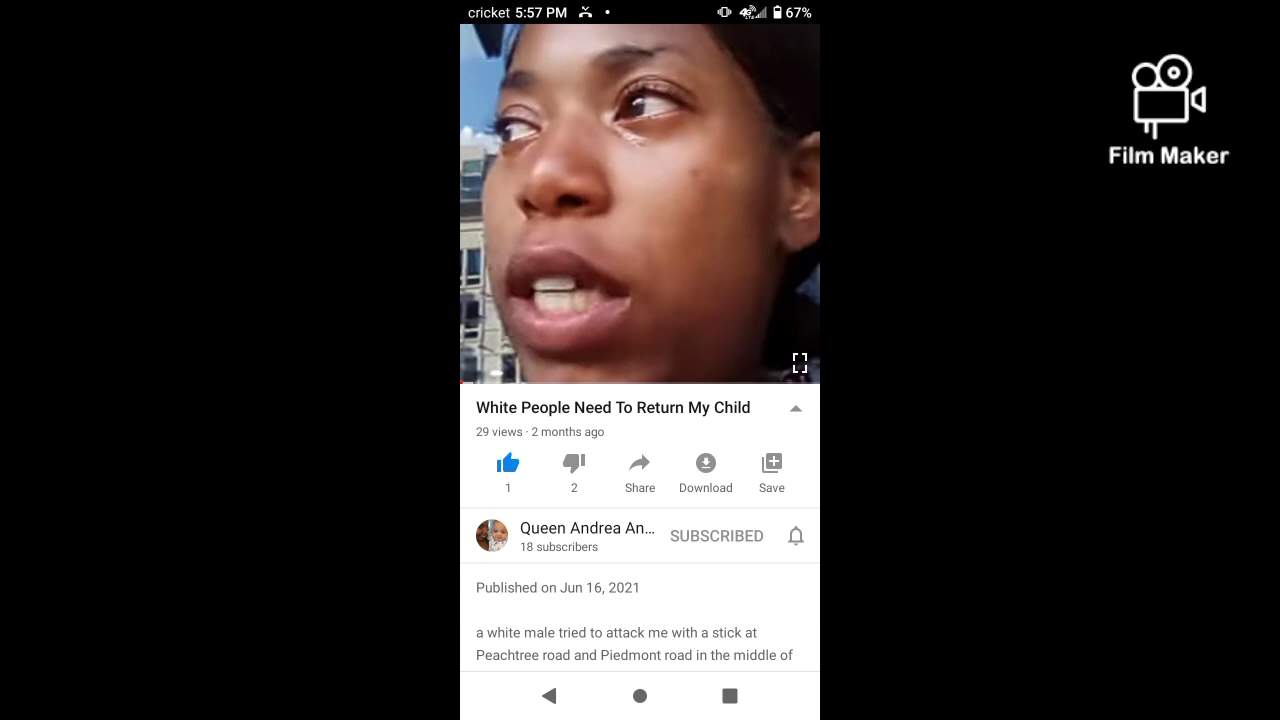 cricket 5:57 PM
67%
Film Maker
White People Need To Return My Child
29 views · 2 months ago
1
2
Share
Download
Save
Queen Andrea An...
SUBSCRIBED
18 subscribers
Published on Jun 16, 2021
a white male tried to attack me with a stick at
Peachtree road and Piedmont road in the middle of